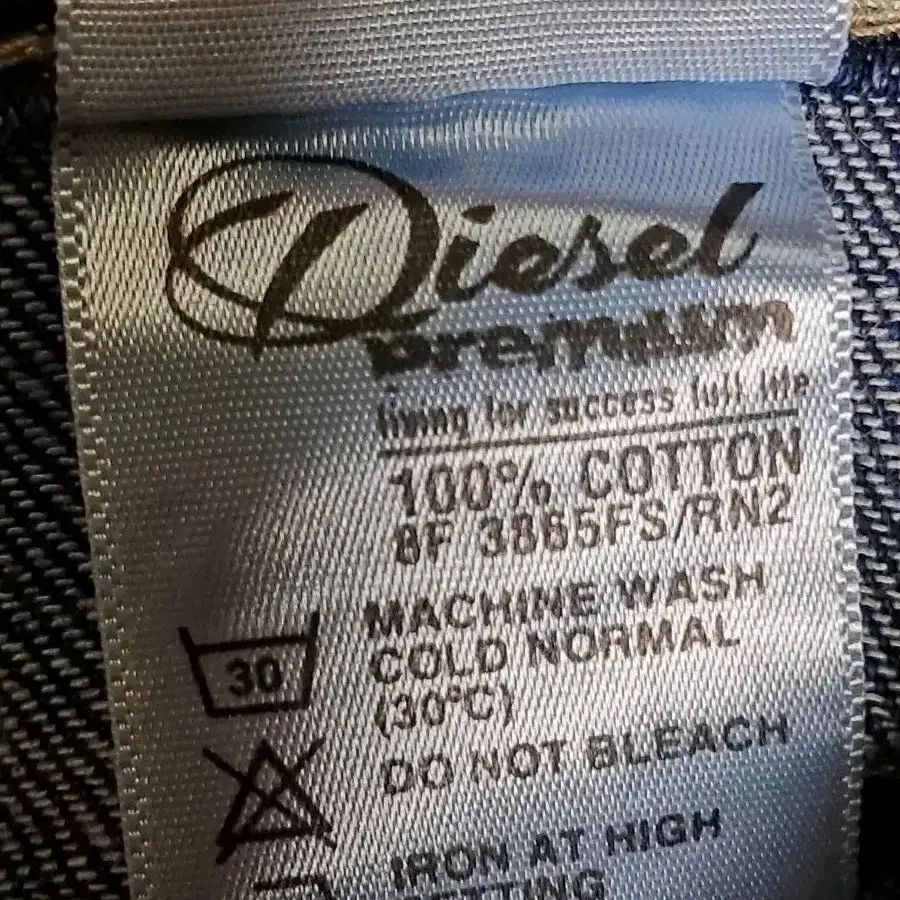 Diesel
premium
living for success full life
100% COTTON
8F 3865FS/RN2
MACHINE WASH
COLD NORMAL
(30°C)
30
DO NOT BLEACH
IRON AT HIGH
SETTING